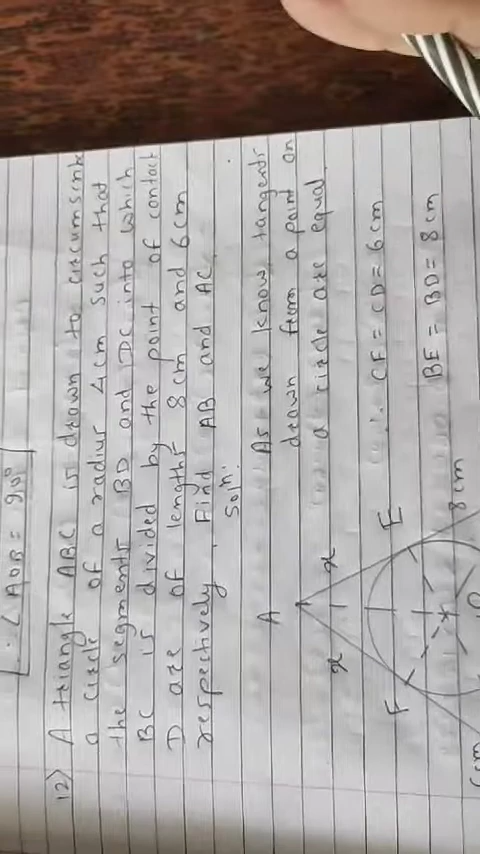 ∴ ∠AOB = 90°
12) A triangle ABC is drawn to circumscribe
a circle of a radius 4cm such that
the segments BD and DC into which
BC is divided by the point of contact
D are of lengths 8cm and 6cm
respectively. Find AB and AC.
Soln.
As we know, tangents
drawn from a point on
a circle are equal
∴ CF = CD = 6cm
BE = BD = 8cm
A
x x
F E
8cm
O
6cm